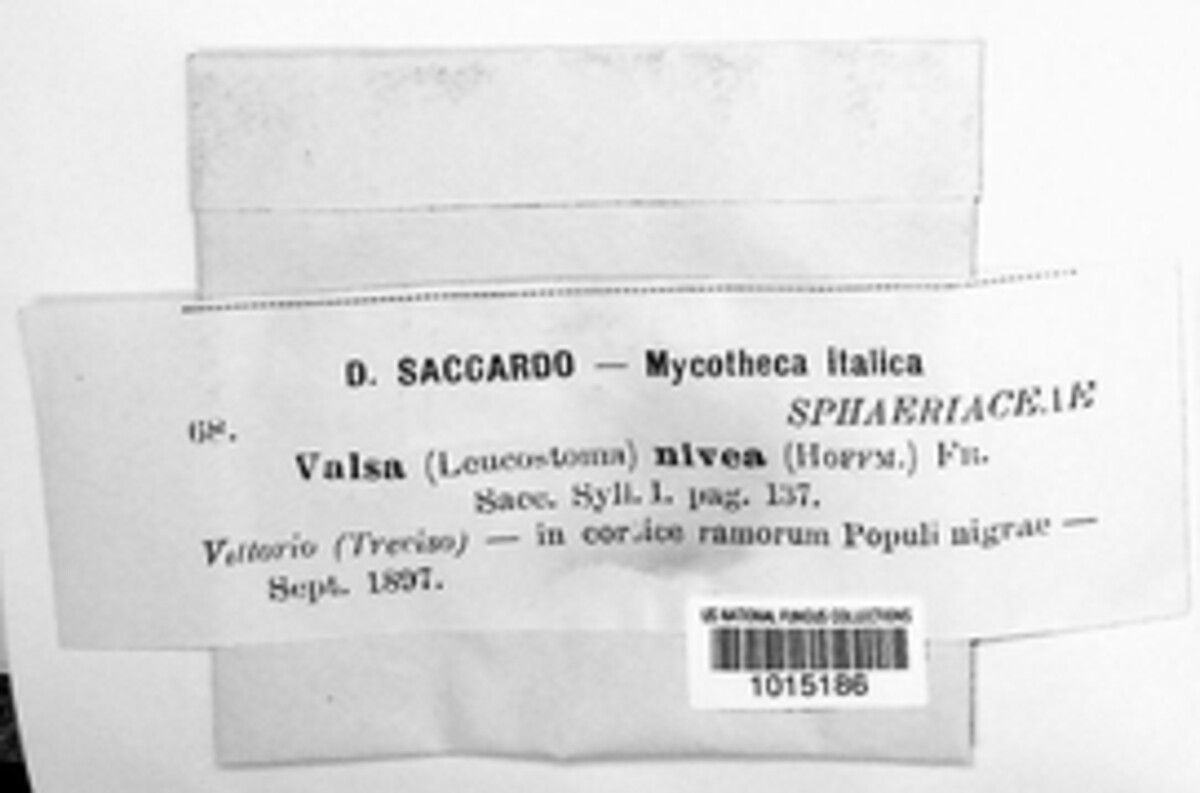 D. SACCARDO — Mycotheca italica
SPHAERIACEAE
68.
Valsa (Leucostoma) nivea (HOFFM.) FR.
Sacc. Syll. I. pag. 137.
Vittorio (Treviso) — in cortice ramorum Populi nigrae —
Sept. 1897.
US NATIONAL FUNGUS COLLECTIONS
1015186